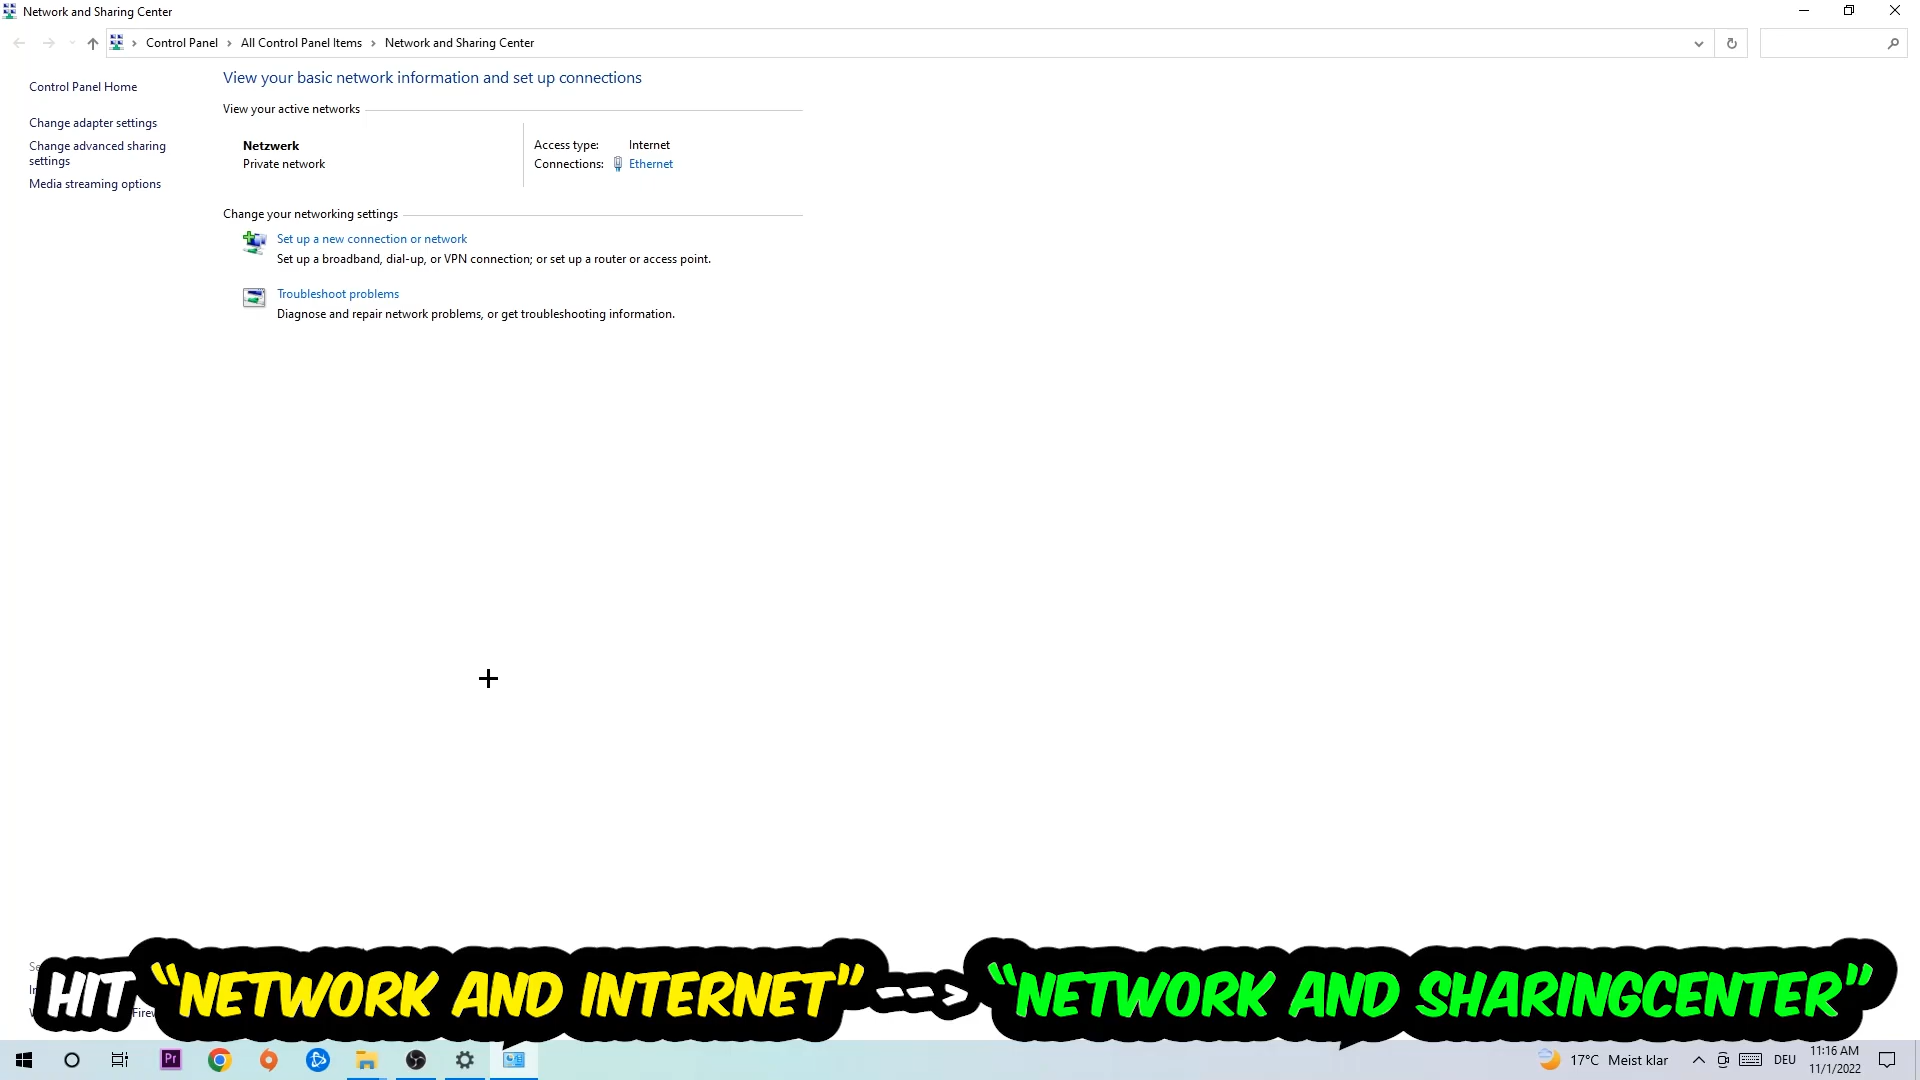 Network and Sharing Center
Control Panel › All Control Panel Items › Network and Sharing Center
Control Panel Home
Change adapter settings
Change advanced sharing
settings
Media streaming options
View your basic network information and set up connections
View your active networks
Netzwerk
Private network
Access type: Internet
Connections: Ethernet
Change your networking settings
Set up a new connection or network
Set up a broadband, dial-up, or VPN connection; or set up a router or access point.
Troubleshoot problems
Diagnose and repair network problems, or get troubleshooting information.
HIT “NETWORK AND INTERNET” ---> “NETWORK AND SHARINGCENTER”
Pr
17°C Meist klar
DEU
11:16 AM
11/1/2022